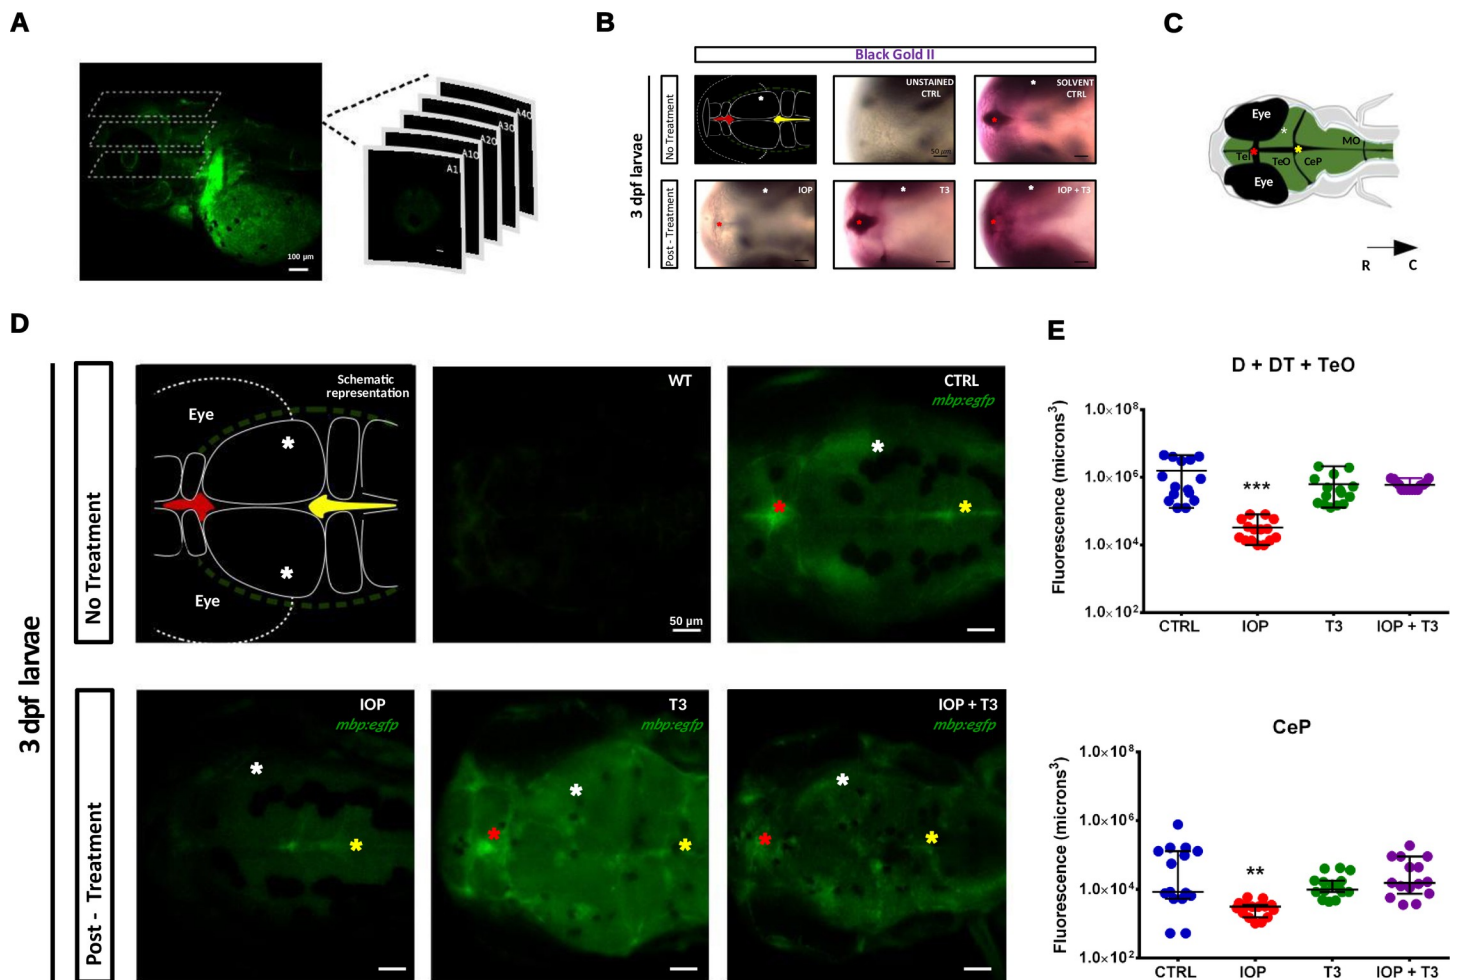 A
100 µm
A1
A10
A20
A30
A40
B
Black Gold II
3 dpf larvae
No Treatment
UNSTAINED
CTRL
50 µm
SOLVENT
CTRL
Post - Treatment
IOP
T3
IOP + T3
C
Eye
Tel
TeO
CeP
MO
Eye
R
C
D
3 dpf larvae
No Treatment
Schematic
representation
Eye
Eye
WT
50 µm
CTRL
mbp:egfp
Post - Treatment
IOP
mbp:egfp
T3
mbp:egfp
IOP + T3
mbp:egfp
E
D + DT + TeO
Fluorescence (microns³)
1.0×10⁸
1.0×10⁶
1.0×10⁴
1.0×10²
***
CTRL
IOP
T3
IOP + T3
CeP
Fluorescence (microns³)
1.0×10⁸
1.0×10⁶
1.0×10⁴
1.0×10²
**
CTRL
IOP
T3
IOP + T3